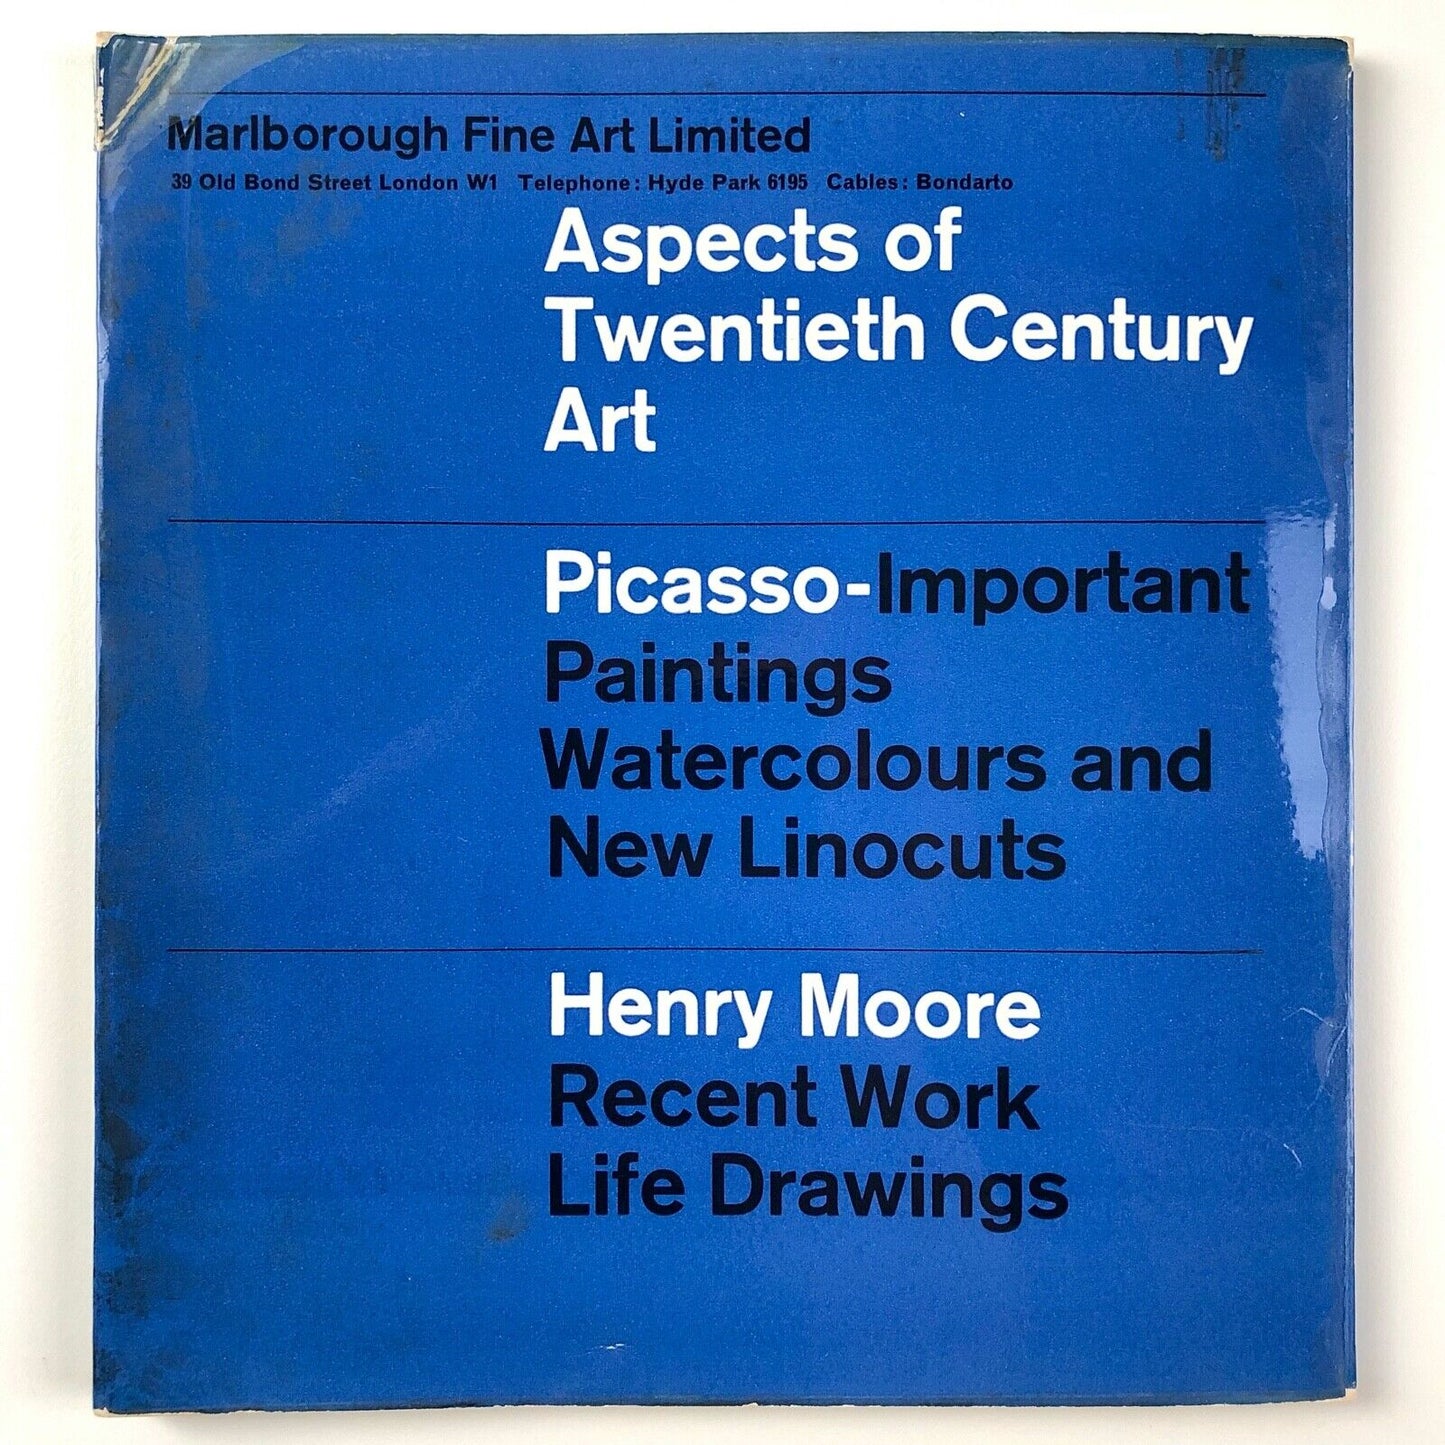 Marlborough Fine Art Limited
39 Old Bond Street London W1 Telephone: Hyde Park 6195 Cables: Bondarto
Aspects of
Twentieth Century
Art
Picasso-Important
Paintings
Watercolours and
New Linocuts
Henry Moore
Recent Work
Life Drawings